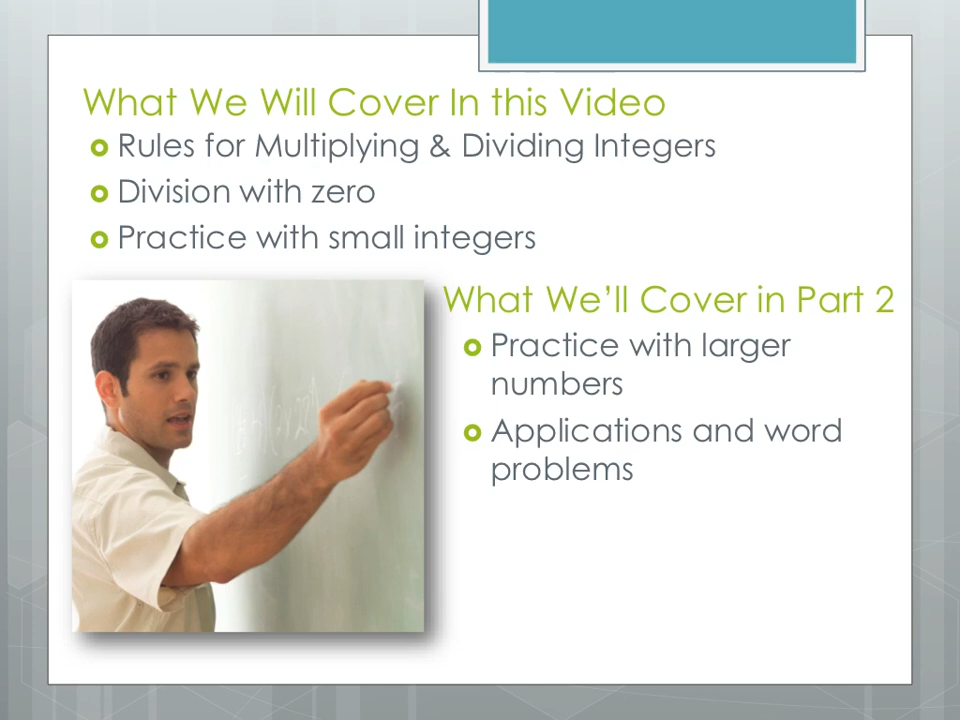 What We Will Cover In this Video
Rules for Multiplying & Dividing Integers
Division with zero
Practice with small integers
What We’ll Cover in Part 2
Practice with larger
numbers
Applications and word
problems